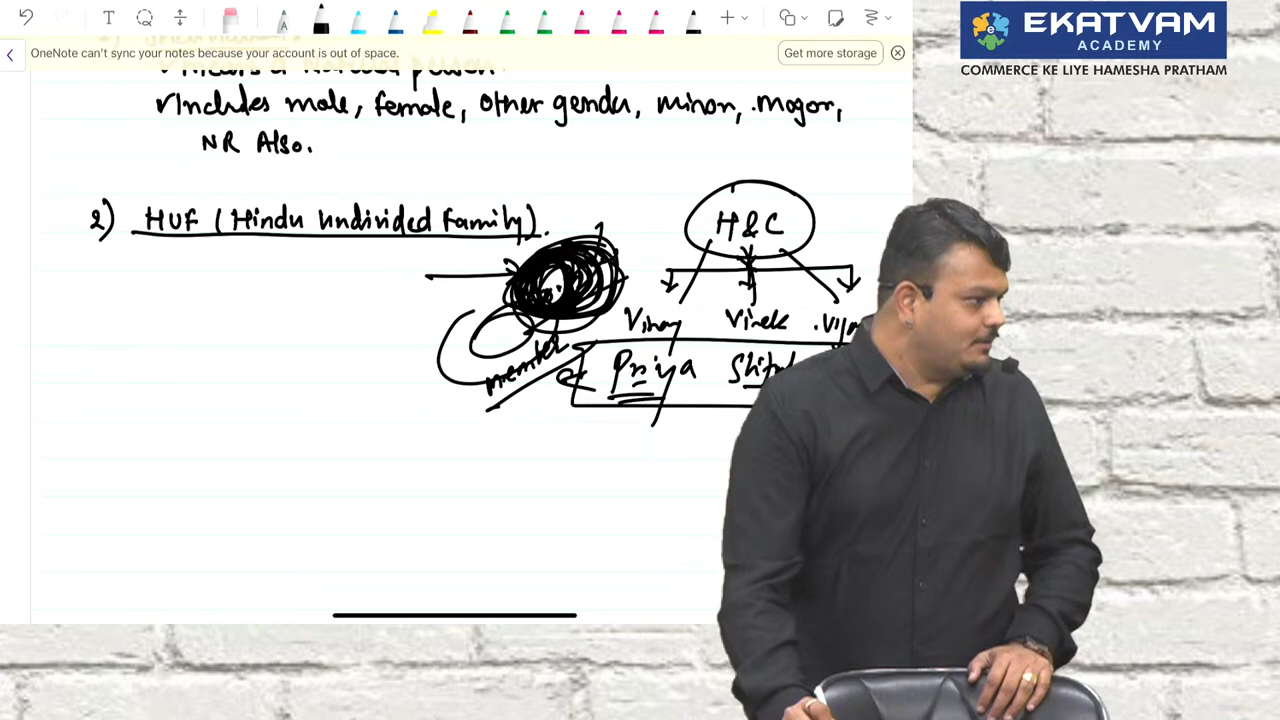 EKATVAM
ACADEMY
COMMERCE KE LIYE HAMESHA PRATHAM
OneNote can't sync your notes because your account is out of space.
Get more storage
person.
Includes male, female, other gender, minor, major,
NR Also.
2) HUF (Hindu Undivided Family).
H & C
Vivek
member
Priya